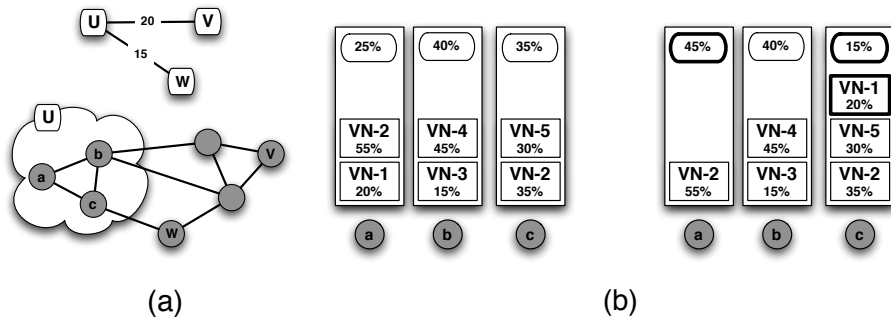 U 20 V
15
W
U
b
V
a
c
W
(a)
25% 40% 35%
VN-2 VN-4 VN-5
55% 45% 30%
VN-1 VN-3 VN-2
20% 15% 35%
a b c
45% 40% 15%
VN-1
20%
VN-4 VN-5
45% 30%
VN-2 VN-3 VN-2
55% 15% 35%
a b c
(b)